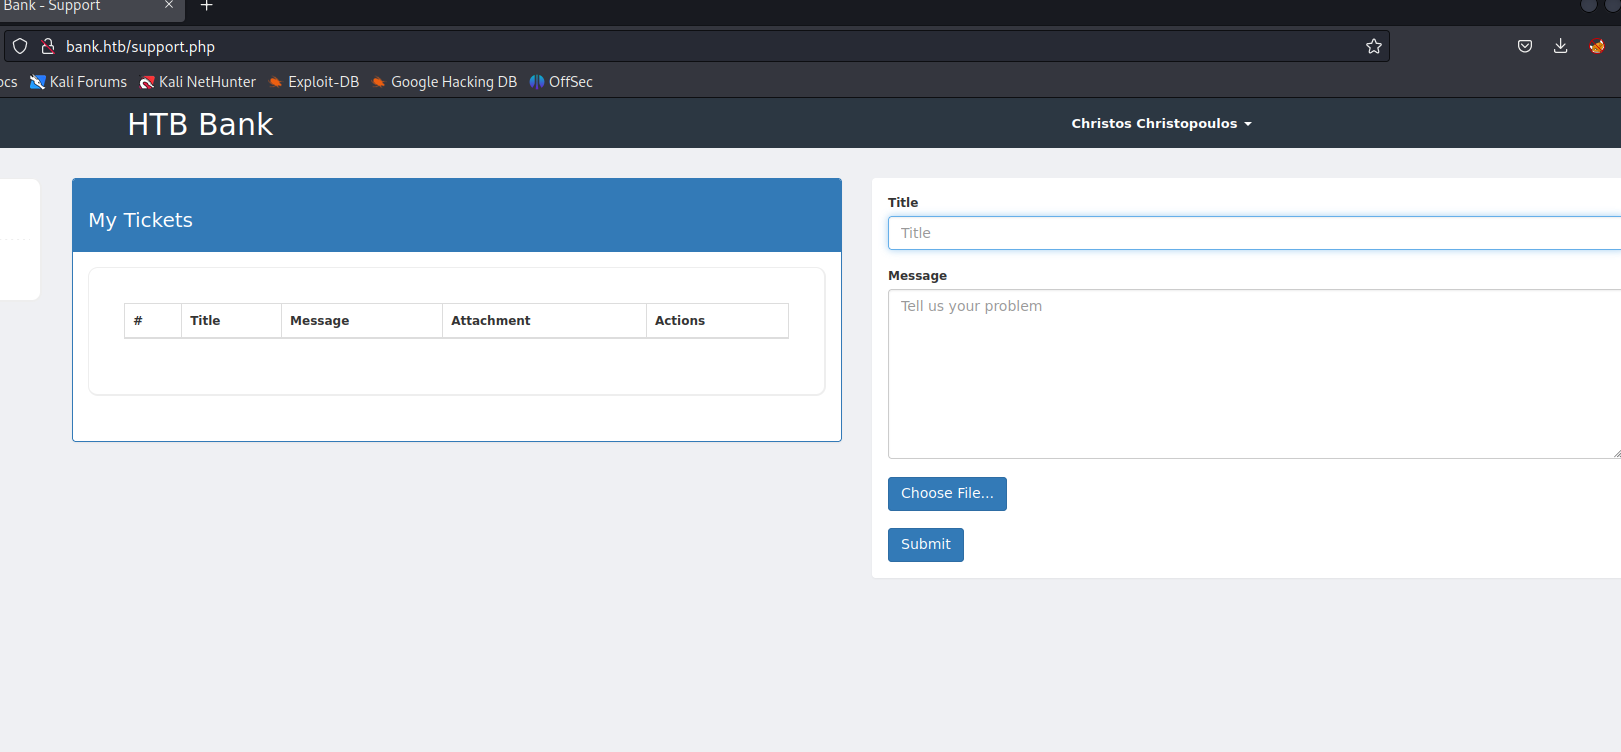 Bank - Support
bank.htb/support.php
ocs Kali Forums Kali NetHunter Exploit-DB Google Hacking DB OffSec
HTB Bank
Christos Christopoulos
My Tickets
# Title Message Attachment Actions
Title
Title
Message
Tell us your problem
Choose File...
Submit